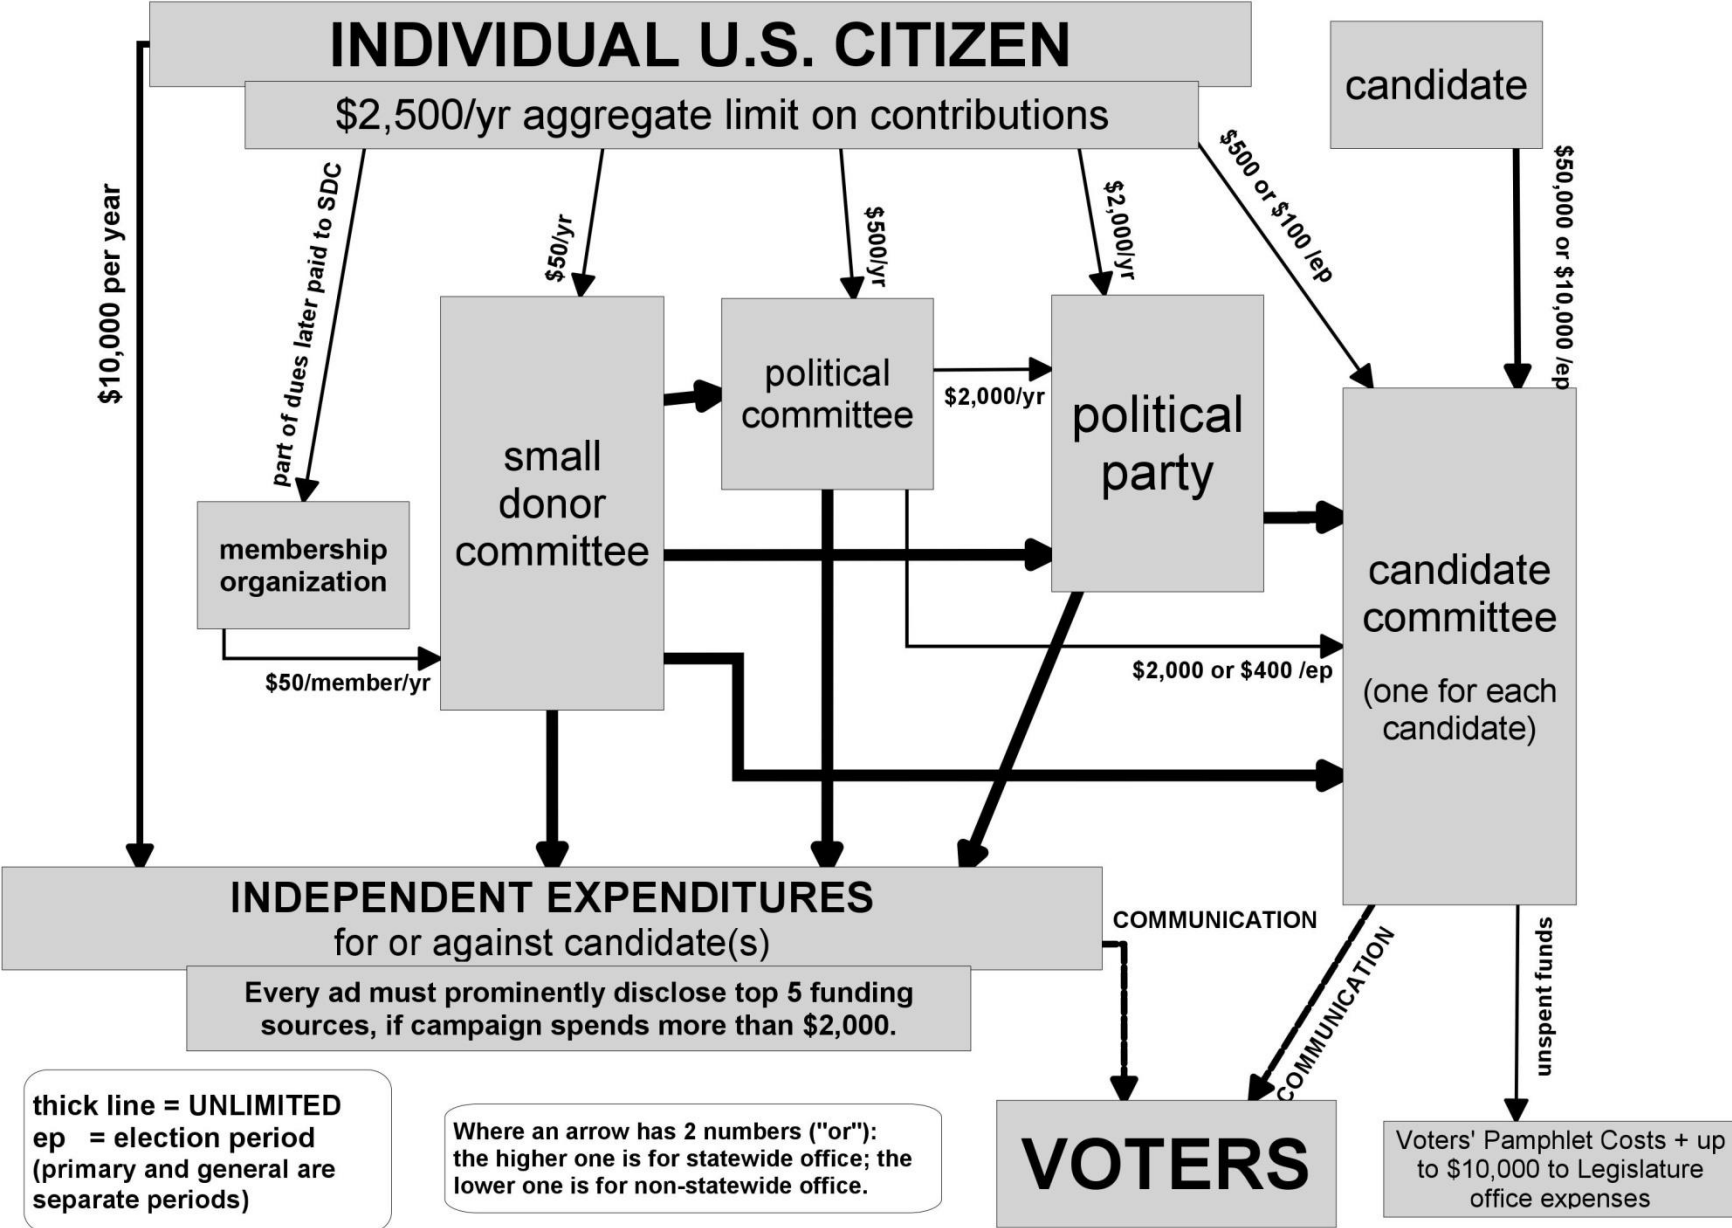 INDIVIDUAL U.S. CITIZEN
$2,500/yr aggregate limit on contributions
candidate
$10,000 per year
part of dues later paid to SDC
$50/yr
$500/yr
$2,000/yr
$500 or $100 /ep
$50,000 or $10,000 /ep
small
donor
committee
political
committee
$2,000/yr
political
party
membership
organization
$50/member/yr
$2,000 or $400 /ep
candidate
committee
(one for each
candidate)
INDEPENDENT EXPENDITURES
for or against candidate(s)
Every ad must prominently disclose top 5 funding
sources, if campaign spends more than $2,000.
COMMUNICATION
COMMUNICATION
unspent funds
thick line = UNLIMITED
ep = election period
(primary and general are
separate periods)
Where an arrow has 2 numbers ("or"):
the higher one is for statewide office; the
lower one is for non-statewide office.
VOTERS
Voters' Pamphlet Costs + up
to $10,000 to Legislature
office expenses